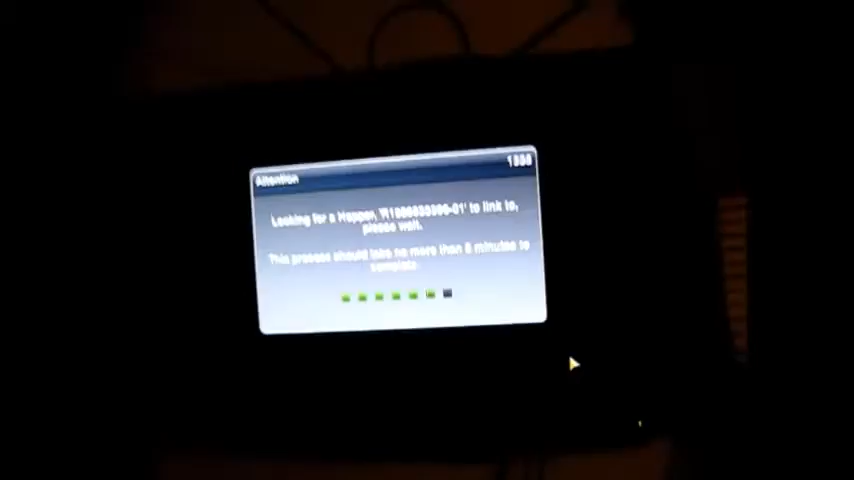 Attention
Looking for a Hopper, to link to,
please wait.
This process should take no more than minutes to
complete.